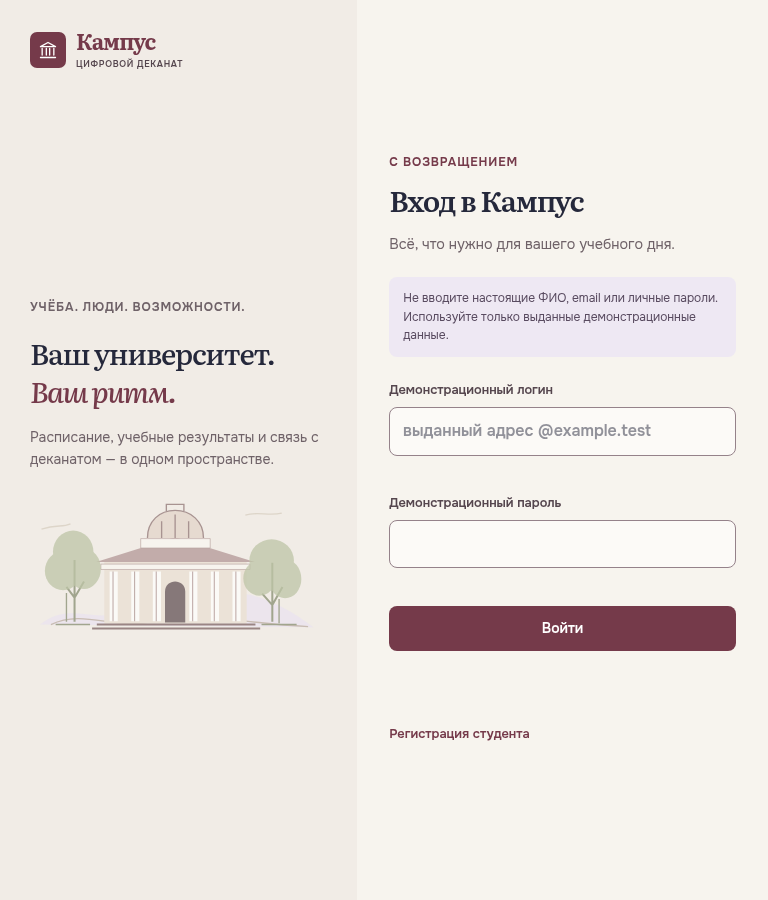 Кампус
ЦИФРОВОЙ ДЕКАНАТ
УЧЁБА. ЛЮДИ. ВОЗМОЖНОСТИ.
Ваш университет.
Ваш ритм.
Расписание, учебные результаты и связь с
деканатом — в одном пространстве.
С ВОЗВРАЩЕНИЕМ
Вход в Кампус
Всё, что нужно для вашего учебного дня.
Не вводите настоящие ФИО, email или личные пароли.
Используйте только выданные демонстрационные
данные.
Демонстрационный логин
выданный адрес @example.test
Демонстрационный пароль
Войти
Регистрация студента